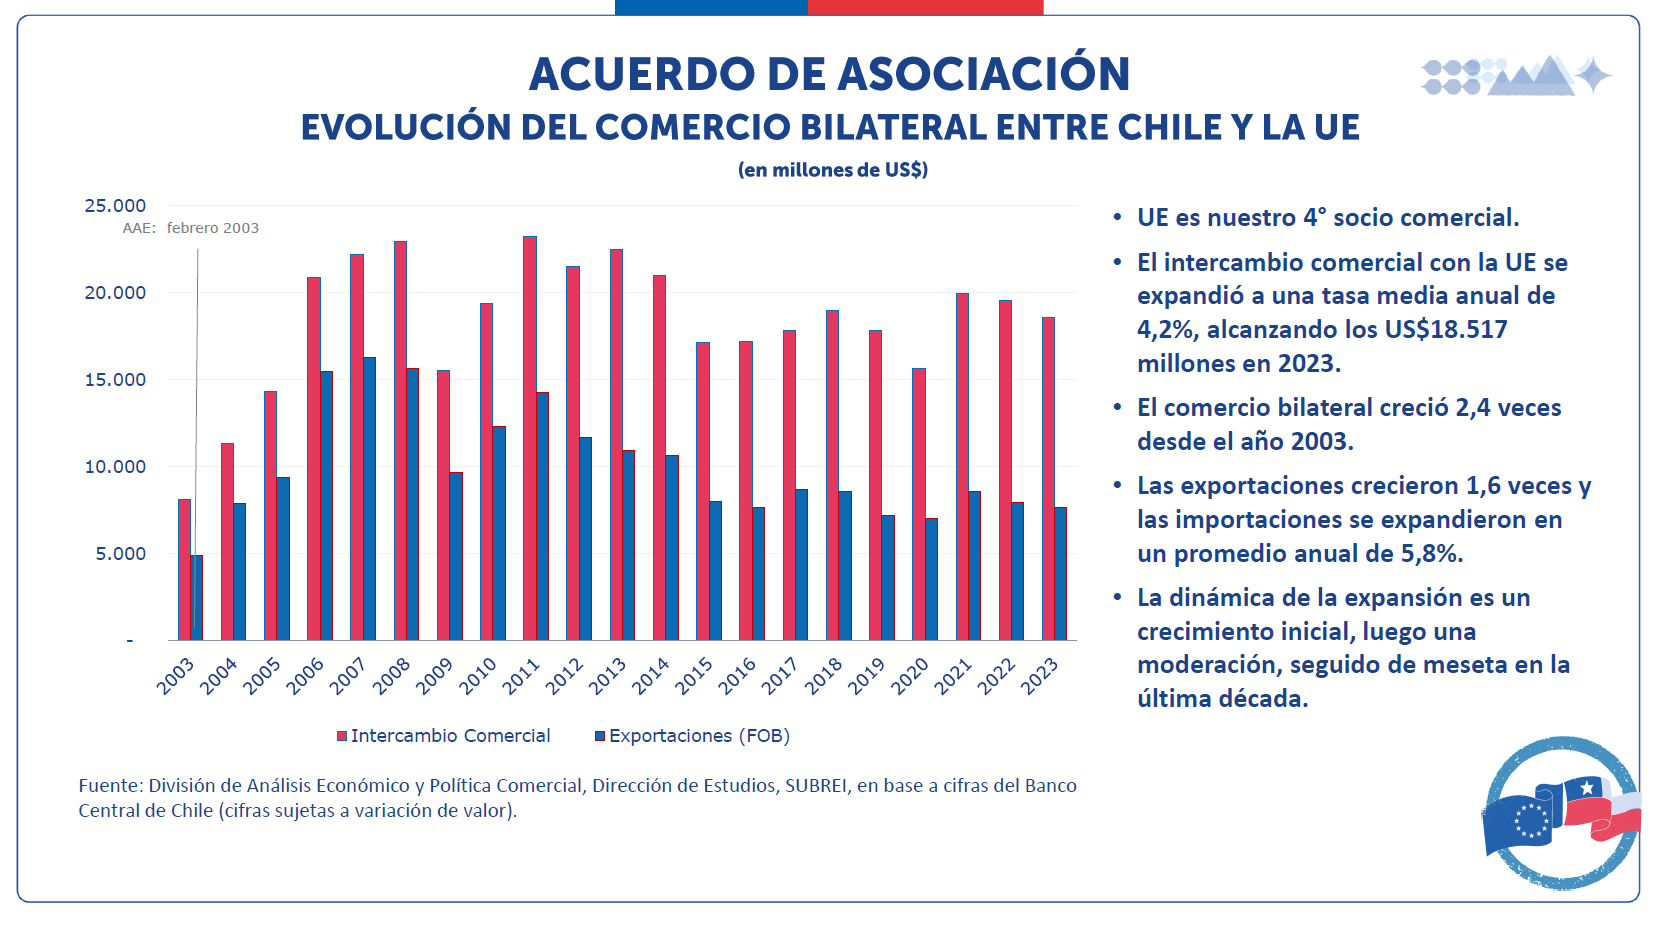 ACUERDO DE ASOCIACIÓN
EVOLUCIÓN DEL COMERCIO BILATERAL ENTRE CHILE Y LA UE
(en millones de US$)
25.000
AAE: febrero 2003
20.000
15.000
10.000
5.000
-
2003 2004 2005 2006 2007 2008 2009 2010 2011 2012 2013 2014 2015 2016 2017 2018 2019 2020 2021 2022 2023
Intercambio Comercial Exportaciones (FOB)
Fuente: División de Análisis Económico y Política Comercial, Dirección de Estudios, SUBREI, en base a cifras del Banco
Central de Chile (cifras sujetas a variación de valor).
• UE es nuestro 4° socio comercial.
• El intercambio comercial con la UE se
expandió a una tasa media anual de
4,2%, alcanzando los US$18.517
millones en 2023.
• El comercio bilateral creció 2,4 veces
desde el año 2003.
• Las exportaciones crecieron 1,6 veces y
las importaciones se expandieron en
un promedio anual de 5,8%.
• La dinámica de la expansión es un
crecimiento inicial, luego una
moderación, seguido de meseta en la
última década.